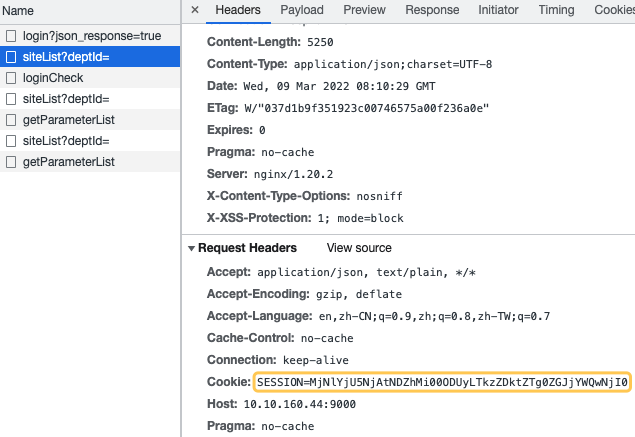 Name
login?json_response=true
siteList?deptId=
loginCheck
siteList?deptId=
getParameterList
siteList?deptId=
getParameterList
× Headers Payload Preview Response Initiator Timing Cookies
Content-Length: 5250
Content-Type: application/json;charset=UTF-8
Date: Wed, 09 Mar 2022 08:10:29 GMT
ETag: W/"037d1b9f351923c00746575a00f236a0e"
Expires: 0
Pragma: no-cache
Server: nginx/1.20.2
X-Content-Type-Options: nosniff
X-XSS-Protection: 1; mode=block
Request Headers View source
Accept: application/json, text/plain, */*
Accept-Encoding: gzip, deflate
Accept-Language: en,zh-CN;q=0.9,zh;q=0.8,zh-TW;q=0.7
Cache-Control: no-cache
Connection: keep-alive
Cookie: SESSION=MjNlYjU5NjAtNDZhMi00ODUyLTkzZDktZTg0ZGJjYWQwNjI0
Host: 10.10.160.44:9000
Pragma: no-cache